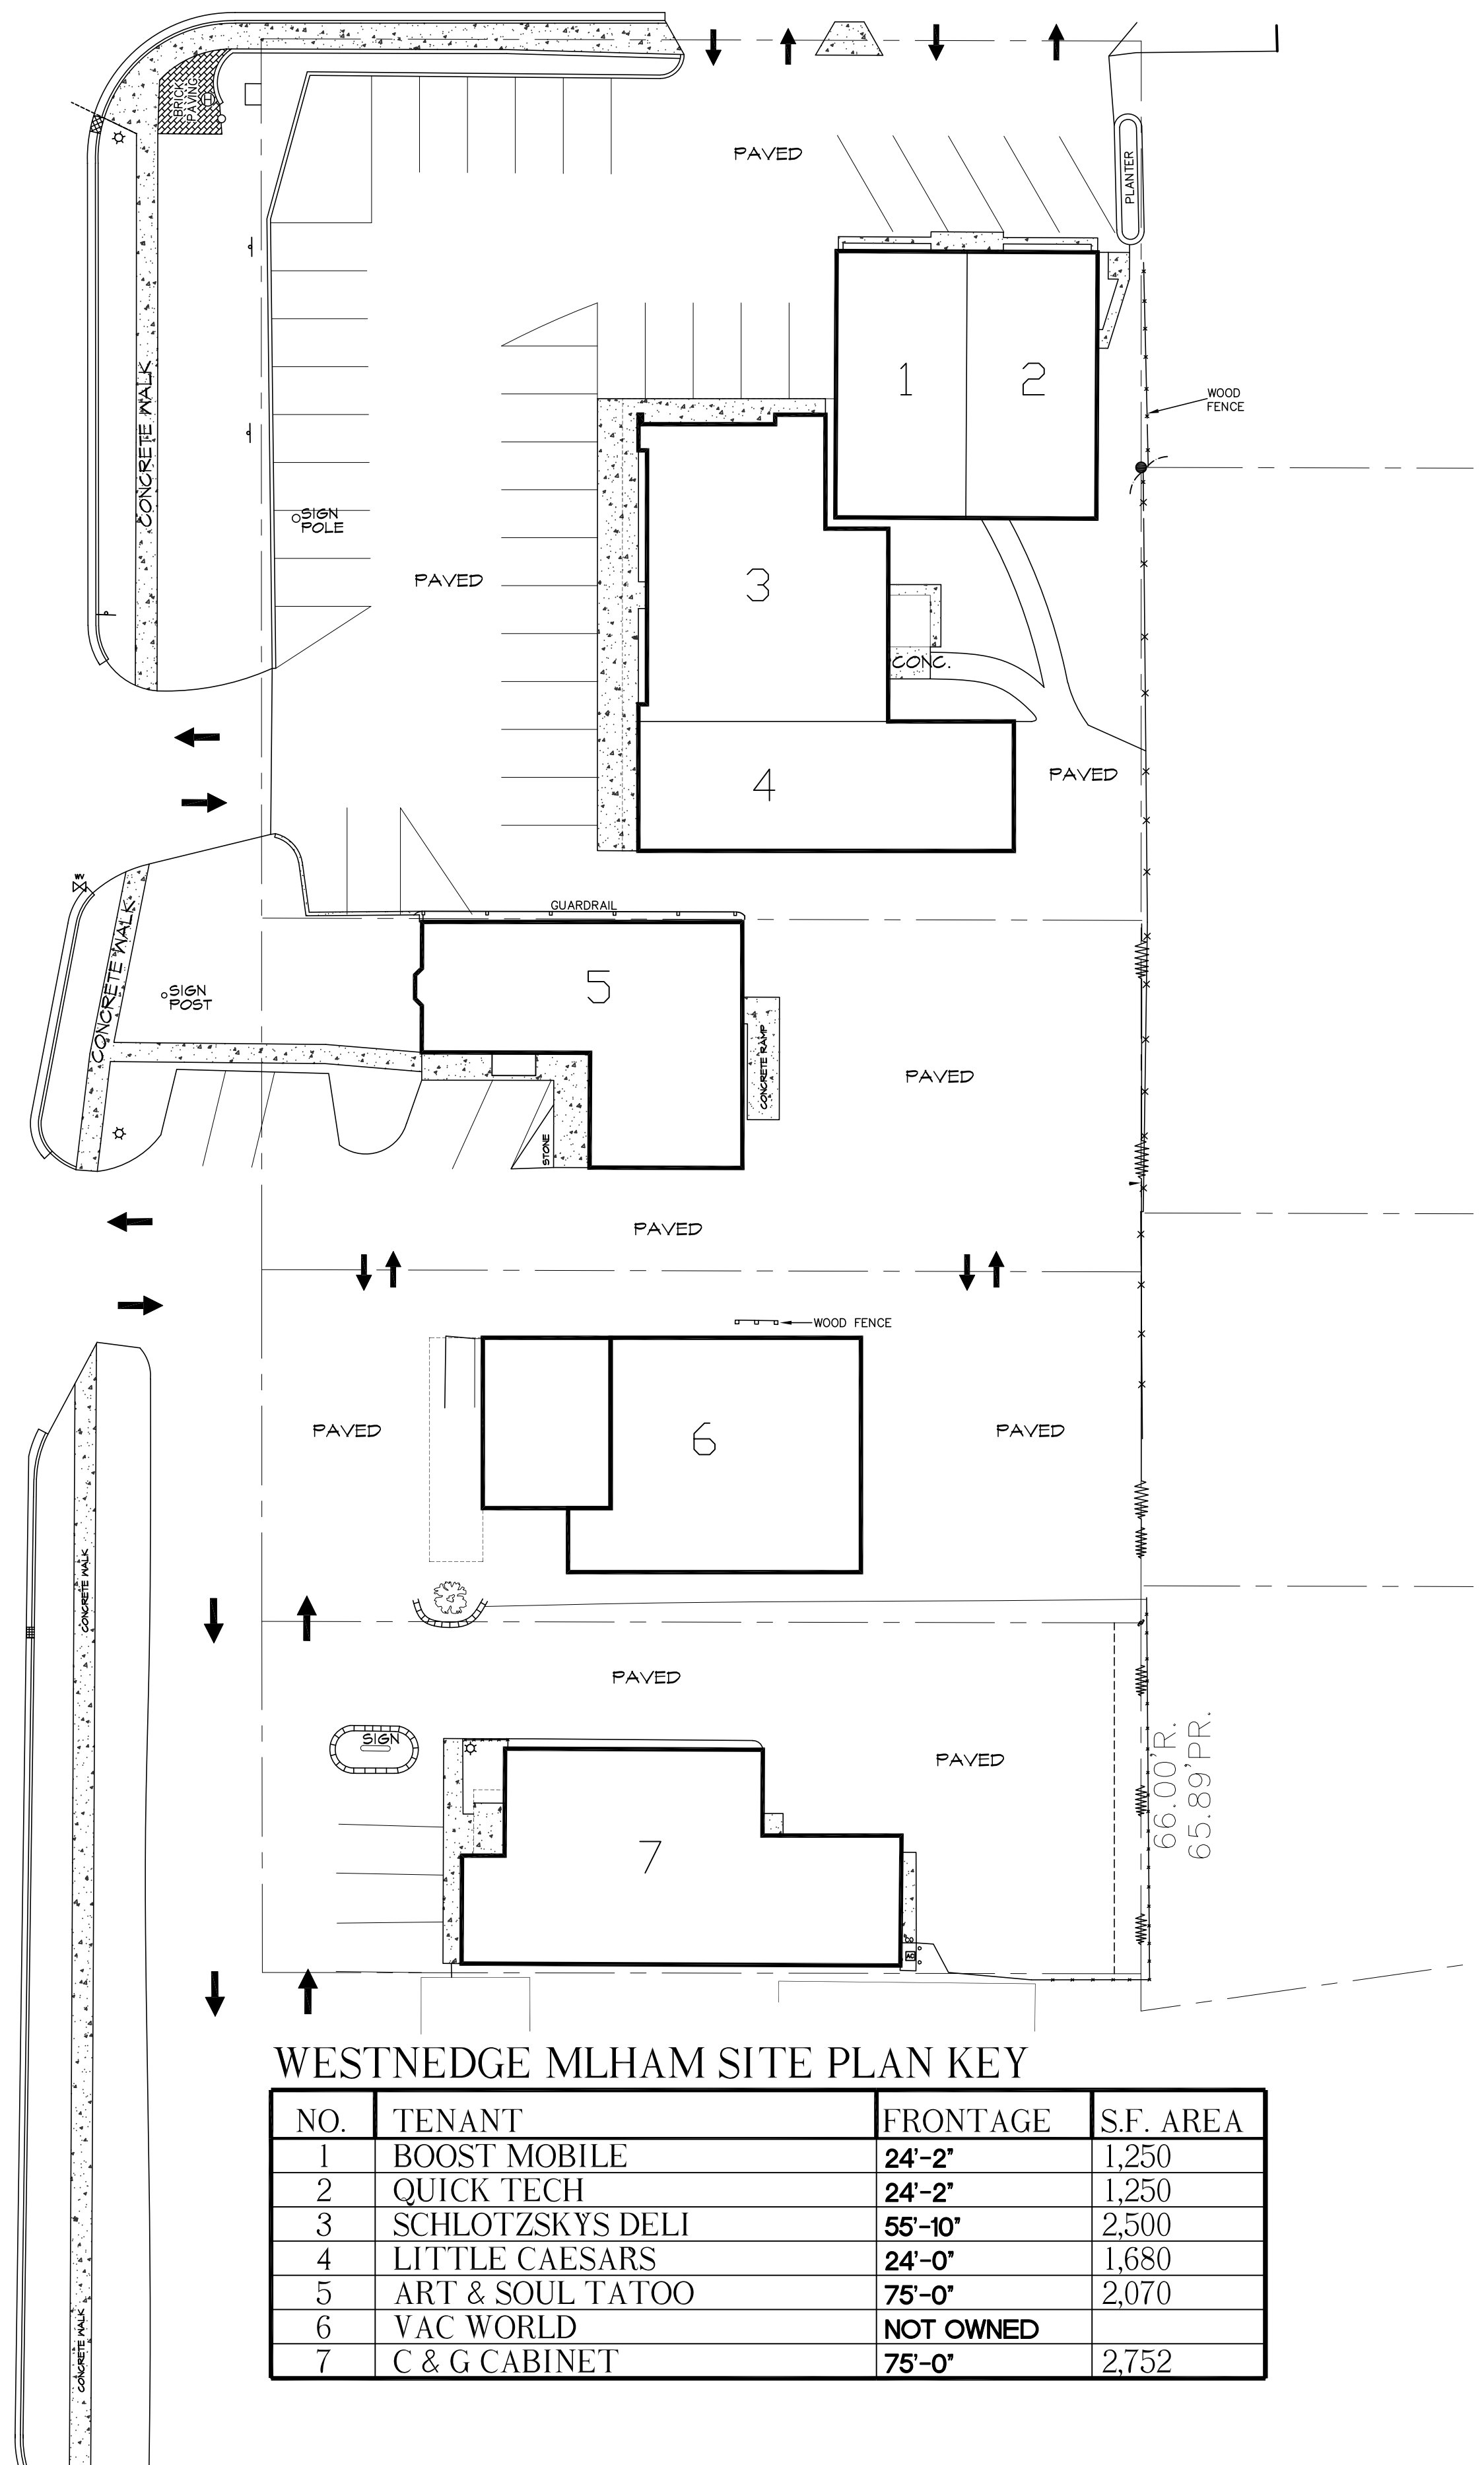 BRICK
PAVING
PAVED
PLANTER
CONCRETE WALK
1
2
WOOD
FENCE
SIGN
POLE
PAVED
3
CONC.
4
PAVED
WV
GUARDRAIL
CONCRETE WALK
5
SIGN
POST
CONCRETE RAMP
PAVED
STONE
PAVED
WOOD FENCE
PAVED
6
PAVED
CONCRETE WALK
PAVED
SIGN
PAVED
66.00'R.
65.89'PR.
7
AC
WESTNEDGE MLHAM SITE PLAN KEY
NO. TENANT FRONTAGE S.F. AREA
1 BOOST MOBILE 24'-2" 1,250
2 QUICK TECH 24'-2" 1,250
3 SCHLOTZSKY'S DELI 55'-10" 2,500
4 LITTLE CAESARS 24'-0" 1,680
5 ART & SOUL TATOO 75'-0" 2,070
6 VAC WORLD NOT OWNED
7 C & G CABINET 75'-0" 2,752
CONCRETE WALK